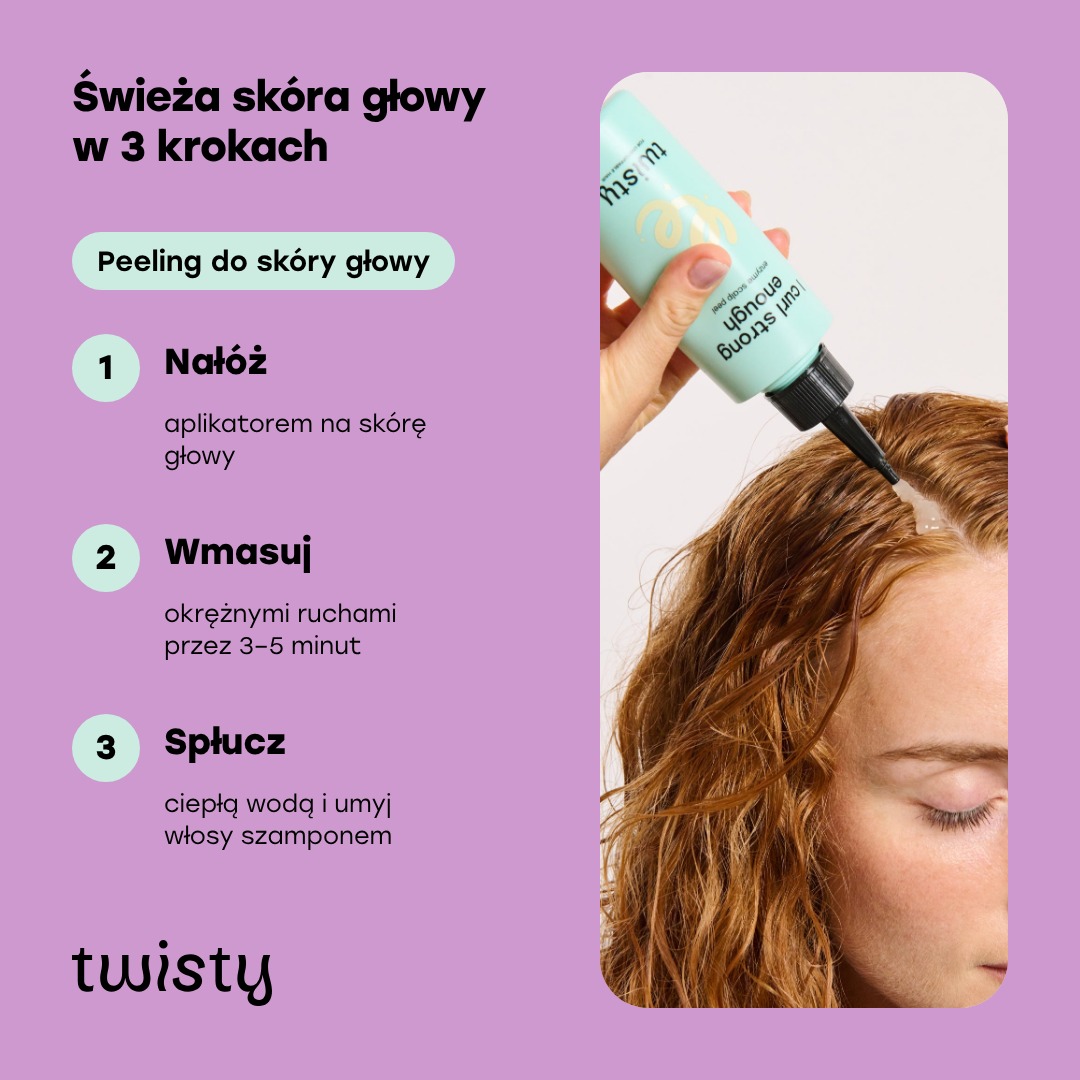 Świeża skóra głowy
w 3 krokach
Peeling do skóry głowy
1 Nałóż
aplikatorem na skórę
głowy
2 Wmasuj
okrężnymi ruchami
przez 3–5 minut
3 Spłucz
ciepłą wodą i umyj
włosy szamponem
twisty
twisty
I curl strong
enough
enzyme scalp peel